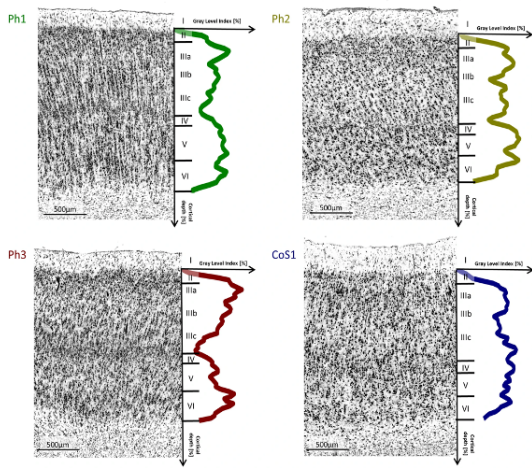 Ph1
I
Gray Level Index [%]
II
IIIa
IIIb
IIIc
IV
V
VI
Cortical
depth [%]
500µm
Ph2
I
Gray Level Index [%]
II
IIIa
IIIb
IIIc
IV
V
VI
Cortical
depth [%]
500µm
Ph3
I
Gray Level Index [%]
II
IIIa
IIIb
IIIc
IV
V
VI
Cortical
depth [%]
500µm
CoS1
I
Gray Level Index [%]
II
IIIa
IIIb
IIIc
IV
V
VI
Cortical
depth [%]
500µm